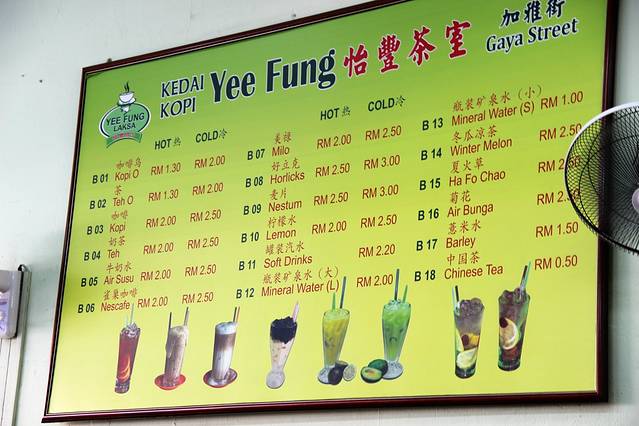 KEDAI KOPI Yee Fung 怡豐茶室 加雅街 Gaya Street
YEE FUNG
LAKSA
HOT 热 COLD 冷
咖啡乌
B 01 Kopi O RM 1.30 RM 2.00
茶
B 02 Teh O RM 1.30 RM 2.00
咖啡
B 03 Kopi RM 2.00 RM 2.50
奶茶
B 04 Teh RM 2.00 RM 2.50
牛奶水
B 05 Air Susu RM 2.00 RM 2.50
雀巢咖啡
B 06 Nescafe RM 2.00 RM 2.50
HOT 热 COLD 冷
美禄
B 07 Milo RM 2.00 RM 2.50
好立克
B 08 Horlicks RM 2.50 RM 3.00
麦片
B 09 Nestum RM 2.50 RM 3.00
柠檬水
B 10 Lemon RM 2.00 RM 2.50
罐装汽水
B 11 Soft Drinks RM 2.20
瓶装矿泉水（大）
B 12 Mineral Water (L) RM 2.00
瓶装矿泉水（小）
B 13 Mineral Water (S) RM 1.00
冬瓜凉茶
B 14 Winter Melon RM 1.50
夏火草
B 15 Ha Fo Chao RM
菊花
B 16 Air Bunga RM
薏米水
B 17 Barley RM 1.50
中国茶
B 18 Chinese Tea RM 0.50